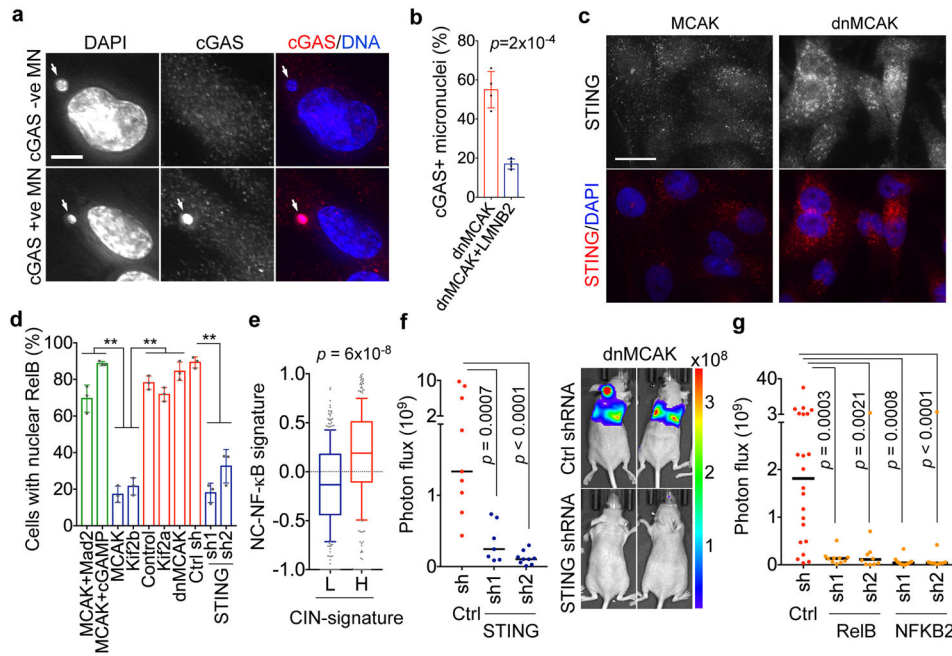 a
DAPI
cGAS
cGAS/DNA
cGAS -ve MN
cGAS +ve MN
b
p=2x10-4
cGAS+ micronuclei (%)
80
60
40
20
0
dnMCAK
dnMCAK+LMNB2
c
MCAK
dnMCAK
STING
STING/DAPI
d
Cells with nuclear RelB (%)
100
80
60
40
20
0
**
**
**
MCAK+Mad2
MCAK+cGAMP
MCAK
Kif2b
Control
Kif2a
dnMCAK
Ctrl sh
sh1
sh2
STING
e
p = 6x10-8
NC-NF-κB signature
1.0
0.5
0.0
-0.5
-1.0
L
H
CIN-signature
f
Photon flux (10⁹)
10
2
2
1
0
p = 0.0007
p < 0.0001
sh
sh1
sh2
Ctrl
STING
dnMCAK
Ctrl shRNA
STING shRNA
x10⁸
3
2
1
g
Photon flux (10⁹)
40
3
3
2
1
0
p = 0.0003
p = 0.0021
p = 0.0008
p < 0.0001
sh
sh1
sh2
sh1
sh2
Ctrl
RelB
NFKB2